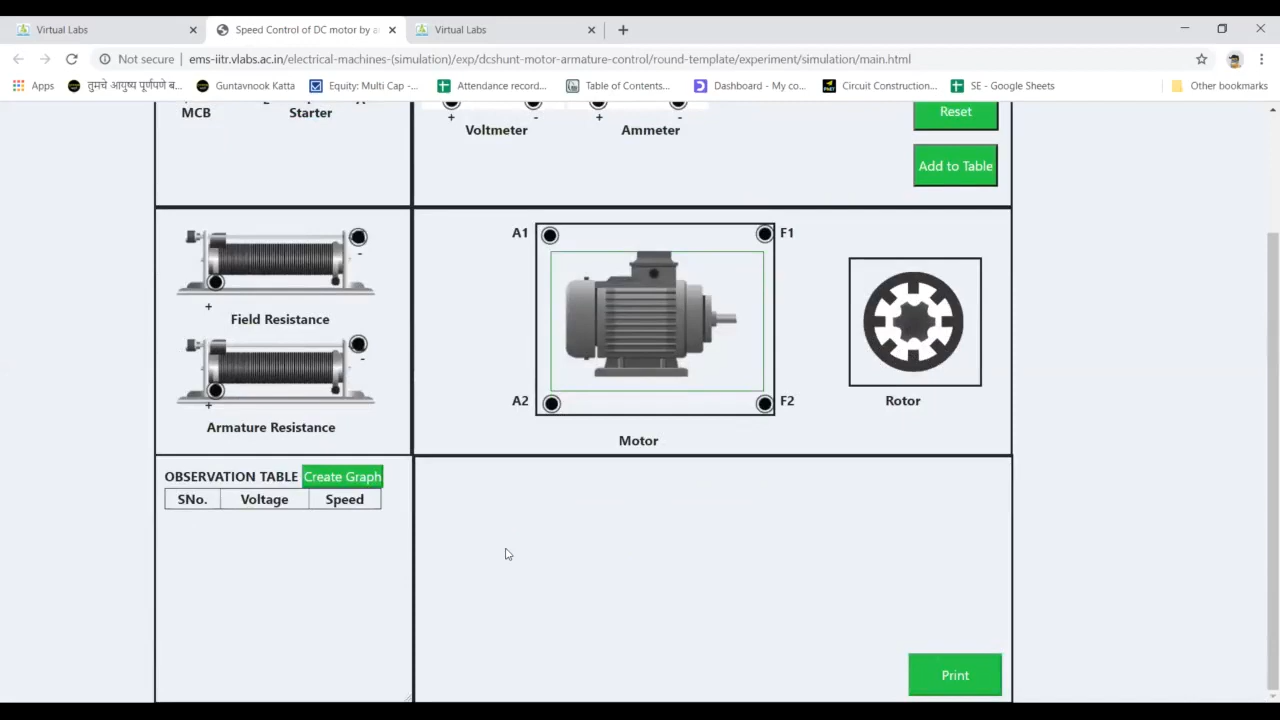 Virtual Labs
Speed Control of DC motor by a
Virtual Labs
Not secure
ems-iitr.vlabs.ac.in/electrical-machines-(simulation)/exp/dcshunt-motor-armature-control/round-template/experiment/simulation/main.html
Apps
तुमचे आयुष्य पूर्णपणे ब...
Guntavnook Katta
Equity: Multi Cap -...
Attendance record...
Table of Contents...
Dashboard - My co...
Circuit Construction...
SE - Google Sheets
Other bookmarks
MCB
Starter
+
-
+
-
Voltmeter
Ammeter
Reset
Add to Table
-
+
Field Resistance
-
+
Armature Resistance
A1
F1
A2
F2
Motor
Rotor
OBSERVATION TABLE
Create Graph
SNo.
Voltage
Speed
Print